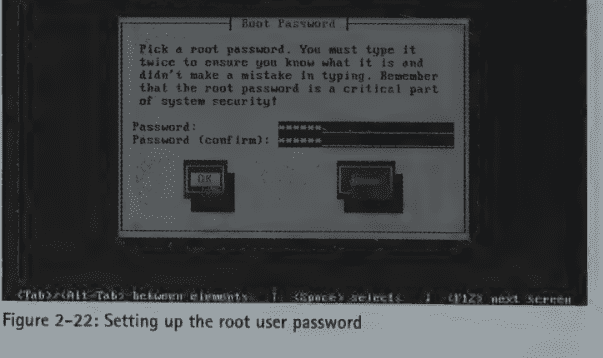 Root Password
Pick a root password. You must type it
twice to ensure you know what it is and
didn't make a mistake in typing. Remember
that the root password is a critical part
of system security!
Password: ******
Password (confirm): ******
OK
<Tab>/<Alt-Tab> between elements | <Space> selects | <F12> next screen
Figure 2-22: Setting up the root user password